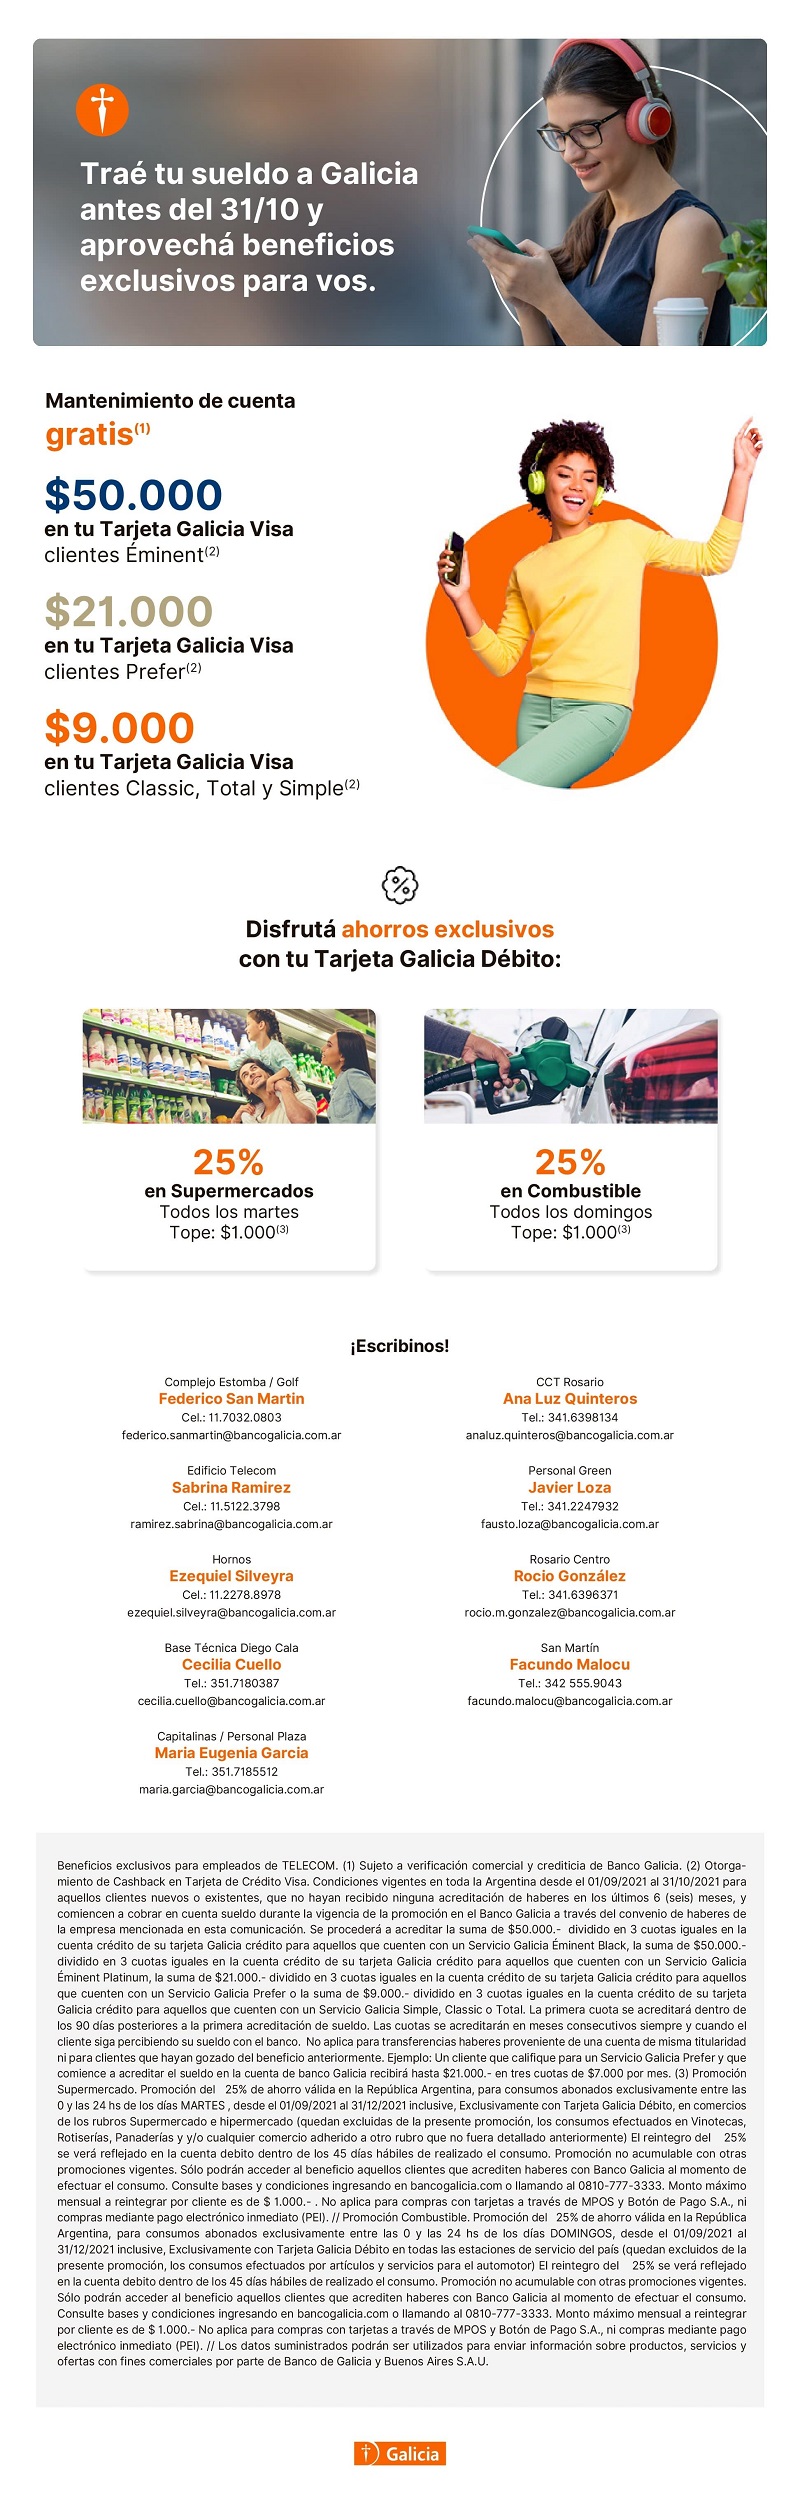 Traé tu sueldo a Galicia
antes del 31/10 y
aprovechá beneficios
exclusivos para vos.
Mantenimiento de cuenta
gratis(1)
$50.000
en tu Tarjeta Galicia Visa
clientes Éminent(2)
$21.000
en tu Tarjeta Galicia Visa
clientes Prefer(2)
$9.000
en tu Tarjeta Galicia Visa
clientes Classic, Total y Simple(2)
%
Disfrutá ahorros exclusivos
con tu Tarjeta Galicia Débito:
25%
en Supermercados
Todos los martes
Tope: $1.000(3)
25%
en Combustible
Todos los domingos
Tope: $1.000(3)
¡Escribinos!
Complejo Estomba / Golf
Federico San Martin
Cel.: 11.7032.0803
federico.sanmartin@bancogalicia.com.ar
CCT Rosario
Ana Luz Quinteros
Tel.: 341.6398134
analuz.quinteros@bancogalicia.com.ar
Edificio Telecom
Sabrina Ramirez
Cel.: 11.5122.3798
ramirez.sabrina@bancogalicia.com.ar
Personal Green
Javier Loza
Tel.: 341.2247932
fausto.loza@bancogalicia.com.ar
Hornos
Ezequiel Silveyra
Cel.: 11.2278.8978
ezequiel.silveyra@bancogalicia.com.ar
Rosario Centro
Rocio González
Tel.: 341.6396371
rocio.m.gonzalez@bancogalicia.com.ar
Base Técnica Diego Cala
Cecilia Cuello
Tel.: 351.7180387
cecilia.cuello@bancogalicia.com.ar
San Martín
Facundo Malocu
Tel.: 342 555.9043
facundo.malocu@bancogalicia.com.ar
Capitalinas / Personal Plaza
Maria Eugenia Garcia
Tel.: 351.7185512
maria.garcia@bancogalicia.com.ar
Beneficios exclusivos para empleados de TELECOM. (1) Sujeto a verificación comercial y crediticia de Banco Galicia. (2) Otorga-
miento de Cashback en Tarjeta de Crédito Visa. Condiciones vigentes en toda la Argentina desde el 01/09/2021 al 31/10/2021 para
aquellos clientes nuevos o existentes, que no hayan recibido ninguna acreditación de haberes en los últimos 6 (seis) meses, y
comiencen a cobrar en cuenta sueldo durante la vigencia de la promoción en el Banco Galicia a través del convenio de haberes de
la empresa mencionada en esta comunicación. Se procederá a acreditar la suma de $50.000.- dividido en 3 cuotas iguales en la
cuenta crédito de su tarjeta Galicia crédito para aquellos que cuenten con un Servicio Galicia Éminent Black, la suma de $50.000.-
dividido en 3 cuotas iguales en la cuenta crédito de su tarjeta Galicia crédito para aquellos que cuenten con un Servicio Galicia
Éminent Platinum, la suma de $21.000.- dividido en 3 cuotas iguales en la cuenta crédito de su tarjeta Galicia crédito para aquellos
que cuenten con un Servicio Galicia Prefer o la suma de $9.000.- dividido en 3 cuotas iguales en la cuenta crédito de su tarjeta
Galicia crédito para aquellos que cuenten con un Servicio Galicia Simple, Classic o Total. La primera cuota se acreditará dentro de
los 90 días posteriores a la primera acreditación de sueldo. Las cuotas se acreditarán en meses consecutivos siempre y cuando el
cliente siga percibiendo su sueldo con el banco. No aplica para transferencias haberes proveniente de una cuenta de misma titularidad
ni para clientes que hayan gozado del beneficio anteriormente. Ejemplo: Un cliente que califique para un Servicio Galicia Prefer y que
comience a acreditar el sueldo en la cuenta de banco Galicia recibirá hasta $21.000.- en tres cuotas de $7.000 por mes. (3) Promoción
Supermercado. Promoción del 25% de ahorro válida en la República Argentina, para consumos abonados exclusivamente entre las
0 y las 24 hs de los días MARTES , desde el 01/09/2021 al 31/12/2021 inclusive, Exclusivamente con Tarjeta Galicia Débito, en comercios
de los rubros Supermercado e hipermercado (quedan excluidas de la presente promoción, los consumos efectuados en Vinotecas,
Rotiserías, Panaderías y y/o cualquier comercio adherido a otro rubro que no fuera detallado anteriormente) El reintegro del 25%
se verá reflejado en la cuenta debito dentro de los 45 días hábiles de realizado el consumo. Promoción no acumulable con otras
promociones vigentes. Sólo podrán acceder al beneficio aquellos clientes que acrediten haberes con Banco Galicia al momento de
efectuar el consumo. Consulte bases y condiciones ingresando en bancogalicia.com o llamando al 0810-777-3333. Monto máximo
mensual a reintegrar por cliente es de $ 1.000.- . No aplica para compras con tarjetas a través de MPOS y Botón de Pago S.A., ni
compras mediante pago electrónico inmediato (PEI). // Promoción Combustible. Promoción del 25% de ahorro válida en la República
Argentina, para consumos abonados exclusivamente entre las 0 y las 24 hs de los días DOMINGOS, desde el 01/09/2021 al
31/12/2021 inclusive, Exclusivamente con Tarjeta Galicia Débito en todas las estaciones de servicio del país (quedan excluidos de la
presente promoción, los consumos efectuados por artículos y servicios para el automotor) El reintegro del 25% se verá reflejado
en la cuenta debito dentro de los 45 días hábiles de realizado el consumo. Promoción no acumulable con otras promociones vigentes.
Sólo podrán acceder al beneficio aquellos clientes que acrediten haberes con Banco Galicia al momento de efectuar el consumo.
Consulte bases y condiciones ingresando en bancogalicia.com o llamando al 0810-777-3333. Monto máximo mensual a reintegrar
por cliente es de $ 1.000.- No aplica para compras con tarjetas a través de MPOS y Botón de Pago S.A., ni compras mediante pago
electrónico inmediato (PEI). // Los datos suministrados podrán ser utilizados para enviar información sobre productos, servicios y
ofertas con fines comerciales por parte de Banco de Galicia y Buenos Aires S.A.U.
Galicia